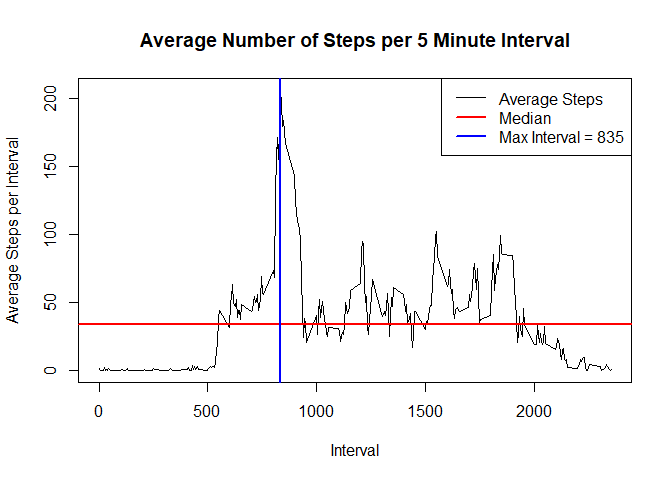 Average Number of Steps per 5 Minute Interval
Average Steps per Interval
200
150
100
50
0
Average Steps
Median
Max Interval = 835
0 500 1000 1500 2000
Interval